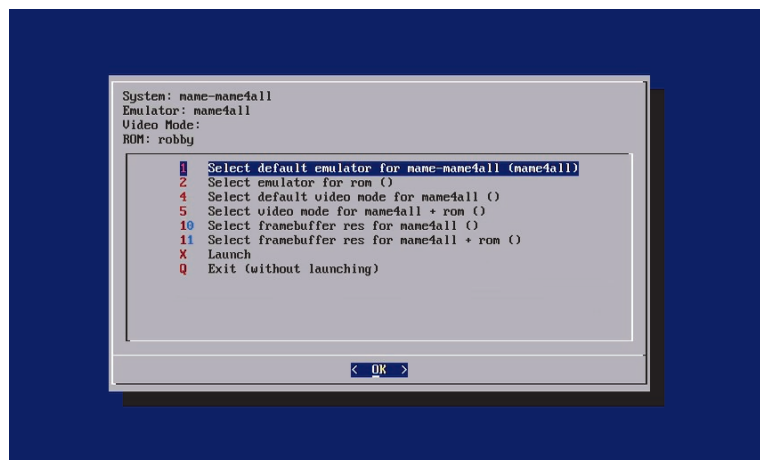 System: mame-mame4all
Emulator: mame4all
Video Mode:
ROM: robby
1 Select default emulator for mame-mame4all (mame4all)
2 Select emulator for rom ()
4 Select default video mode for mame4all ()
5 Select video mode for mame4all + rom ()
10 Select framebuffer res for mame4all ()
11 Select framebuffer res for mame4all + rom ()
X Launch
Q Exit (without launching)
< OK >